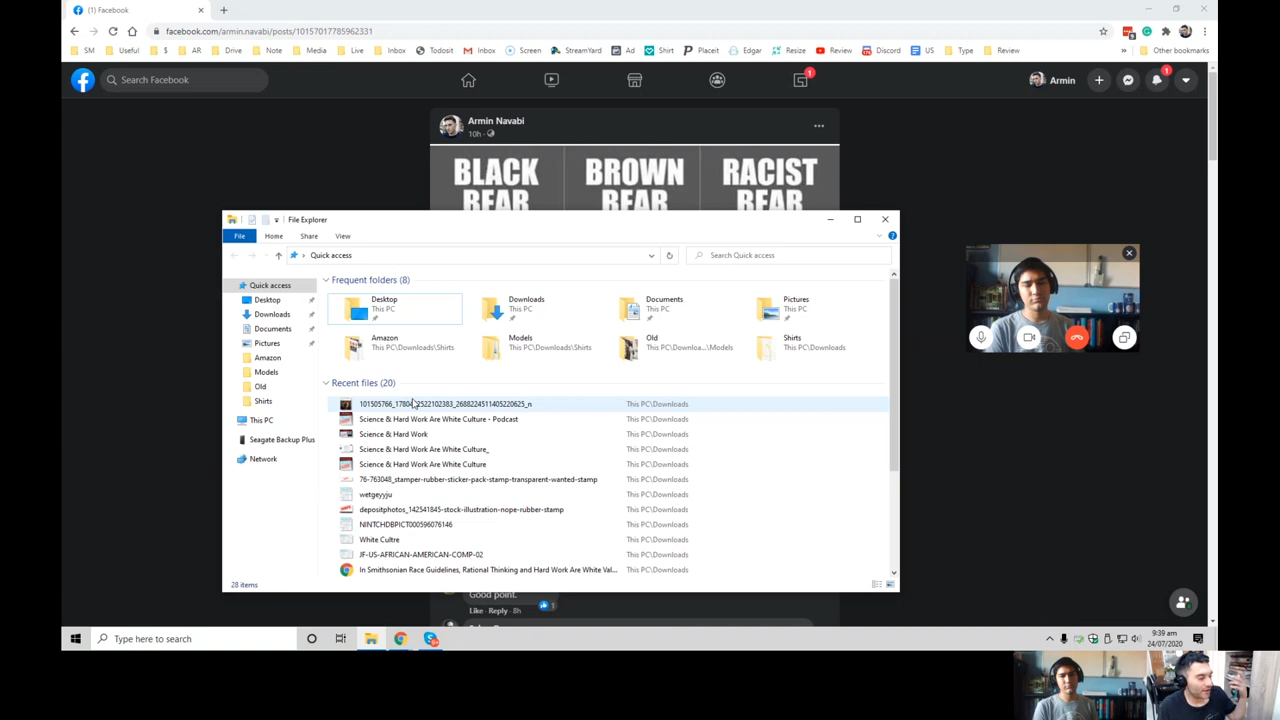 (1) Facebook
facebook.com/armin.navabi/posts/10157017785962331
SM Useful $ AR Drive Note Media Live Inbox Todosit Inbox Screen StreamYard Ad Shirt Placeit Edgar Resize Review Discord US Type Review » Other bookmarks
Search Facebook
1
Armin
1
Armin Navabi
10h
BLACK BEAR
BROWN BEAR
RACIST BEAR
File Explorer
File Home Share View
Quick access
Search Quick access
Quick access
Desktop
Downloads
Documents
Pictures
Amazon
Models
Old
Shirts
This PC
Seagate Backup Plus
Network
Frequent folders (8)
Desktop
This PC
Downloads
This PC
Documents
This PC
Pictures
This PC
Amazon
This PC\Downloads\Shirts
Models
This PC\Downloads\Shirts
Old
This PC\Downloa...\Models
Shirts
This PC\Downloads
Recent files (20)
This PC\Downloads
Science & Hard Work Are White Culture - Podcast This PC\Downloads
Science & Hard Work This PC\Downloads
Science & Hard Work Are White Culture_ This PC\Downloads
Science & Hard Work Are White Culture This PC\Downloads
76-763048_stamper-rubber-sticker-pack-stamp-transparent-wanted-stamp This PC\Downloads
wetgeyyju This PC\Downloads
depositphotos_142541845-stock-illustration-nope-rubber-stamp This PC\Downloads
NINTCHDBPICT000596076146 This PC\Downloads
White Cultre This PC\Downloads
JF-US-AFRICAN-AMERICAN-COMP-02 This PC\Downloads
In Smithsonian Race Guidelines, Rational Thinking and Hard Work Are White Val... This PC\Downloads
28 items
Good point.
1
Like · Reply · 8h
Type here to search
9:39 am
24/07/2020